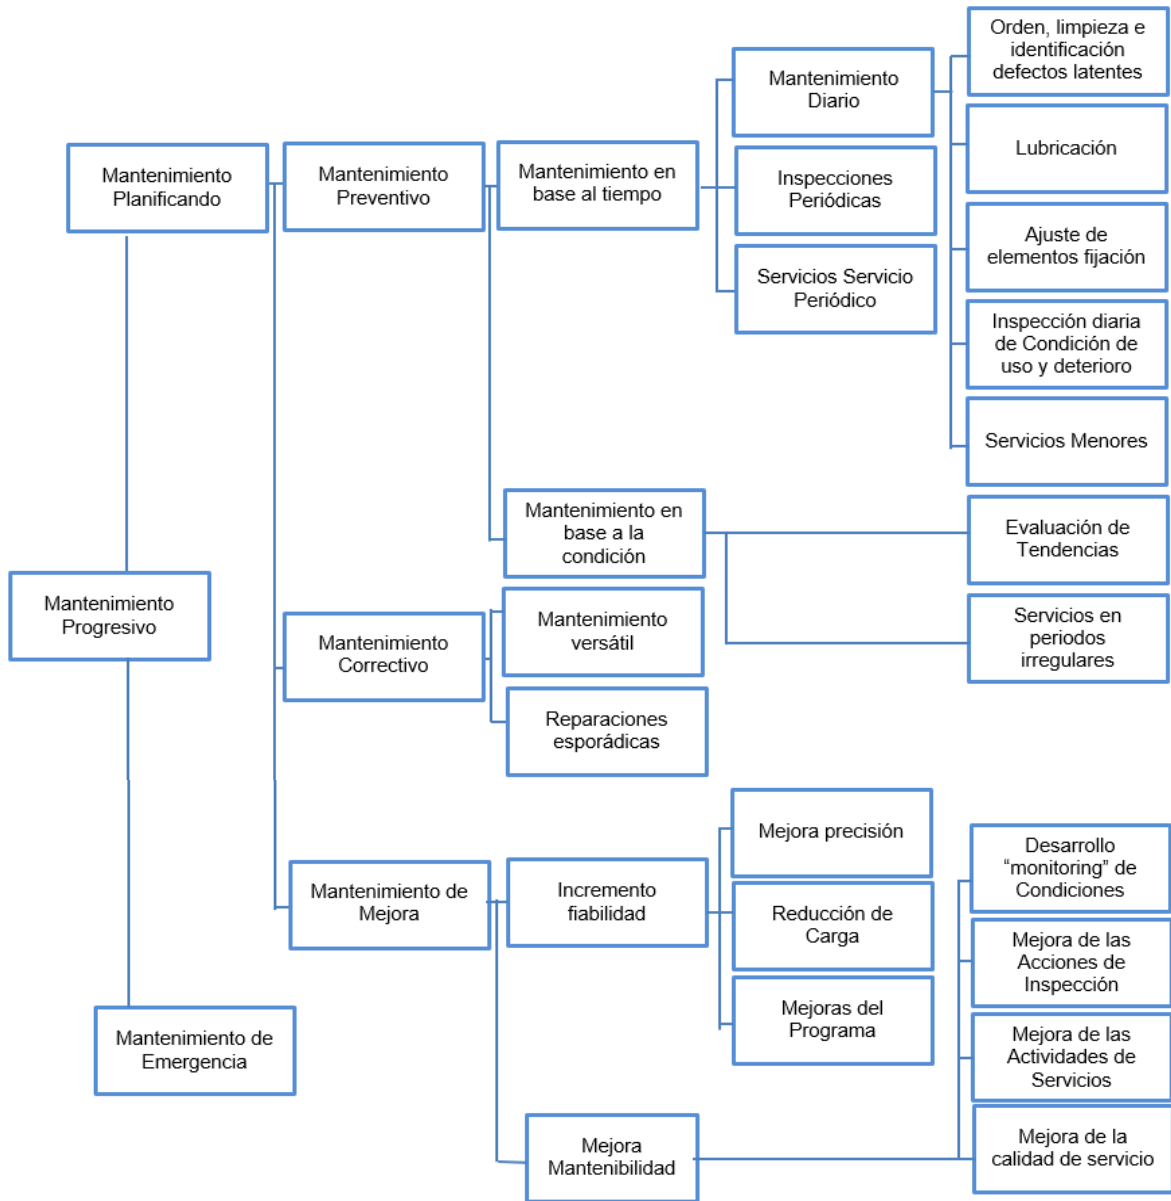 Orden, limpieza e
identificación
defectos latentes
Mantenimiento
Diario
Lubricación
Mantenimiento
Planificando
Mantenimiento
Preventivo
Mantenimiento en
base al tiempo
Inspecciones
Periódicas
Ajuste de
elementos fijación
Servicios Servicio
Periódico
Inspección diaria
de Condición de
uso y deterioro
Servicios Menores
Mantenimiento en
base a la
condición
Evaluación de
Tendencias
Mantenimiento
Progresivo
Mantenimiento
Correctivo
Mantenimiento
versátil
Servicios en
periodos
irregulares
Reparaciones
esporádicas
Mejora precisión
Desarrollo
“monitoring” de
Condiciones
Mantenimiento de
Mejora
Incremento
fiabilidad
Reducción de
Carga
Mejora de las
Acciones de
Inspección
Mejoras del
Programa
Mantenimiento de
Emergencia
Mejora de las
Actividades de
Servicios
Mejora
Mantenibilidad
Mejora de la
calidad de servicio